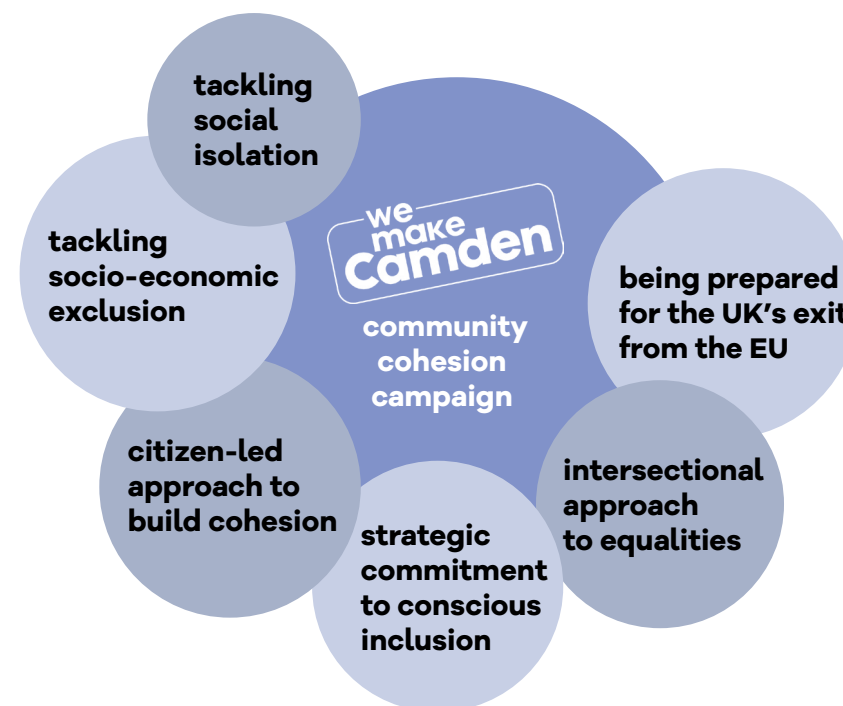 tackling
social
isolation
tackling
socio-economic
exclusion
we
make
camden
community
cohesion
campaign
being prepared
for the UK's exit
from the EU
citizen-led
approach to
build cohesion
intersectional
approach
to equalities
strategic
commitment
to conscious
inclusion